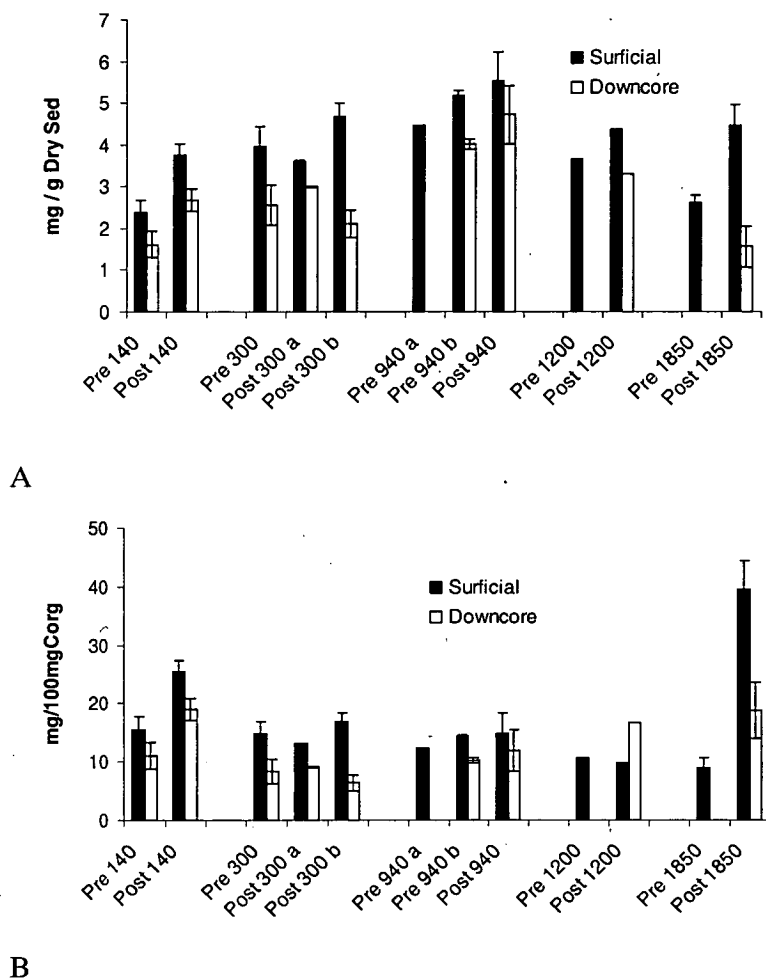 7
6
5
4
3
2
1
0
mg / g Dry Sed
Surficial
Downcore
Pre 140
Post 140
Pre 300
Post 300 a
Post 300 b
Pre 940 a
Pre 940 b
Post 940
Pre 1200
Post 1200
Pre 1850
Post 1850
A
50
40
30
20
10
0
mg/100mgCorg
Surficial
Downcore
Pre 140
Post 140
Pre 300
Post 300 a
Post 300 b
Pre 940 a
Pre 940 b
Post 940
Pre 1200
Post 1200
Pre 1850
Post 1850
B